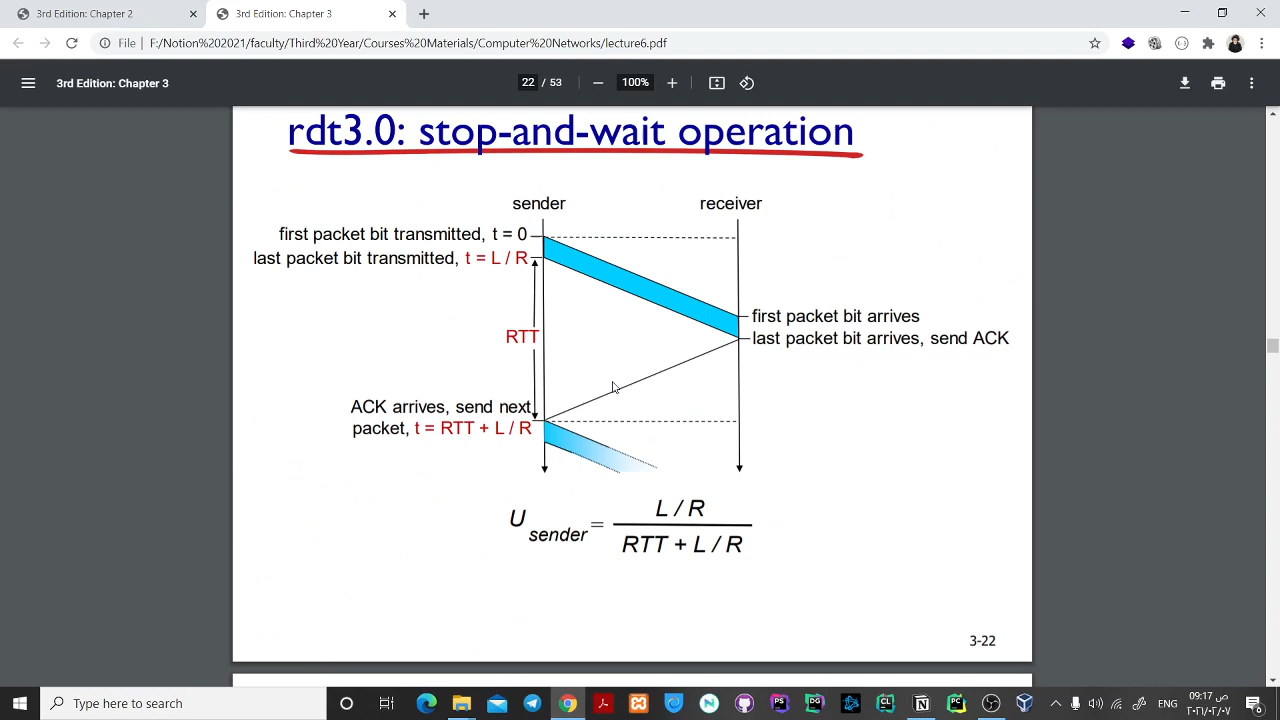 3rd Edition: Chapter 2
3rd Edition: Chapter 3
File
F:/Notion%202021/faculty/Third%20Year/Courses%20Materials/Computer%20Networks/lecture6.pdf
3rd Edition: Chapter 3
22 / 53
100%
rdt3.0: stop-and-wait operation
sender
receiver
first packet bit transmitted, t = 0
last packet bit transmitted, t = L / R
RTT
first packet bit arrives
last packet bit arrives, send ACK
ACK arrives, send next
packet, t = RTT + L / R
U sender = L / R
RTT + L / R
3-22
Type here to search
ENG
09:17 ص